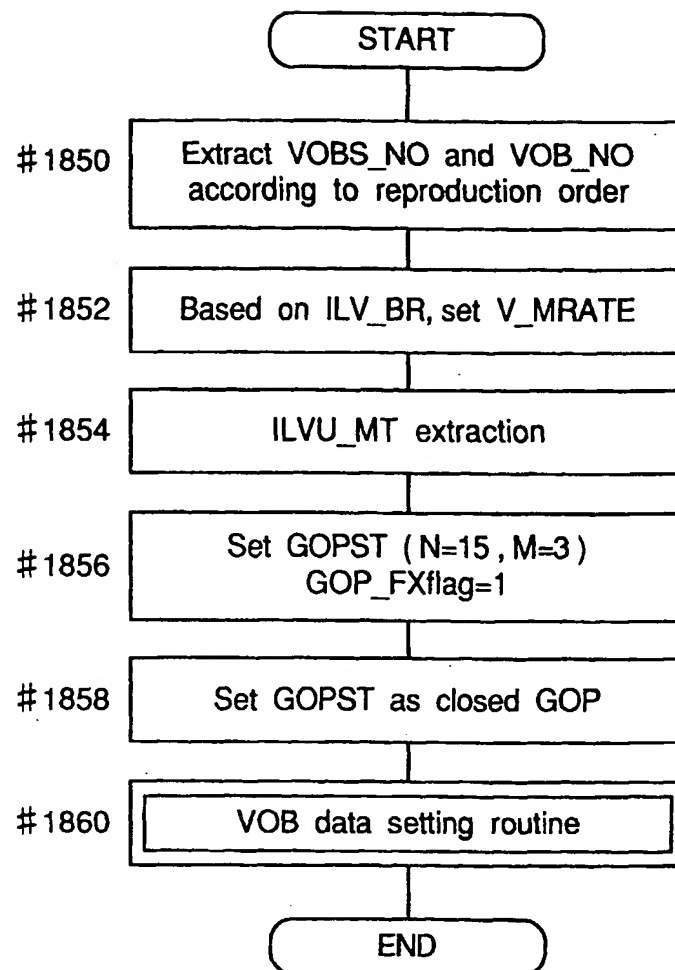 START
#1850
Extract VOBS_NO and VOB_NO
according to reproduction order
#1852
Based on ILV_BR, set V_MRATE
#1854
ILVU_MT extraction
#1856
Set GOPST (N=15, M=3)
GOP_FXflag=1
#1858
Set GOPST as closed GOP
#1860
VOB data setting routine
END